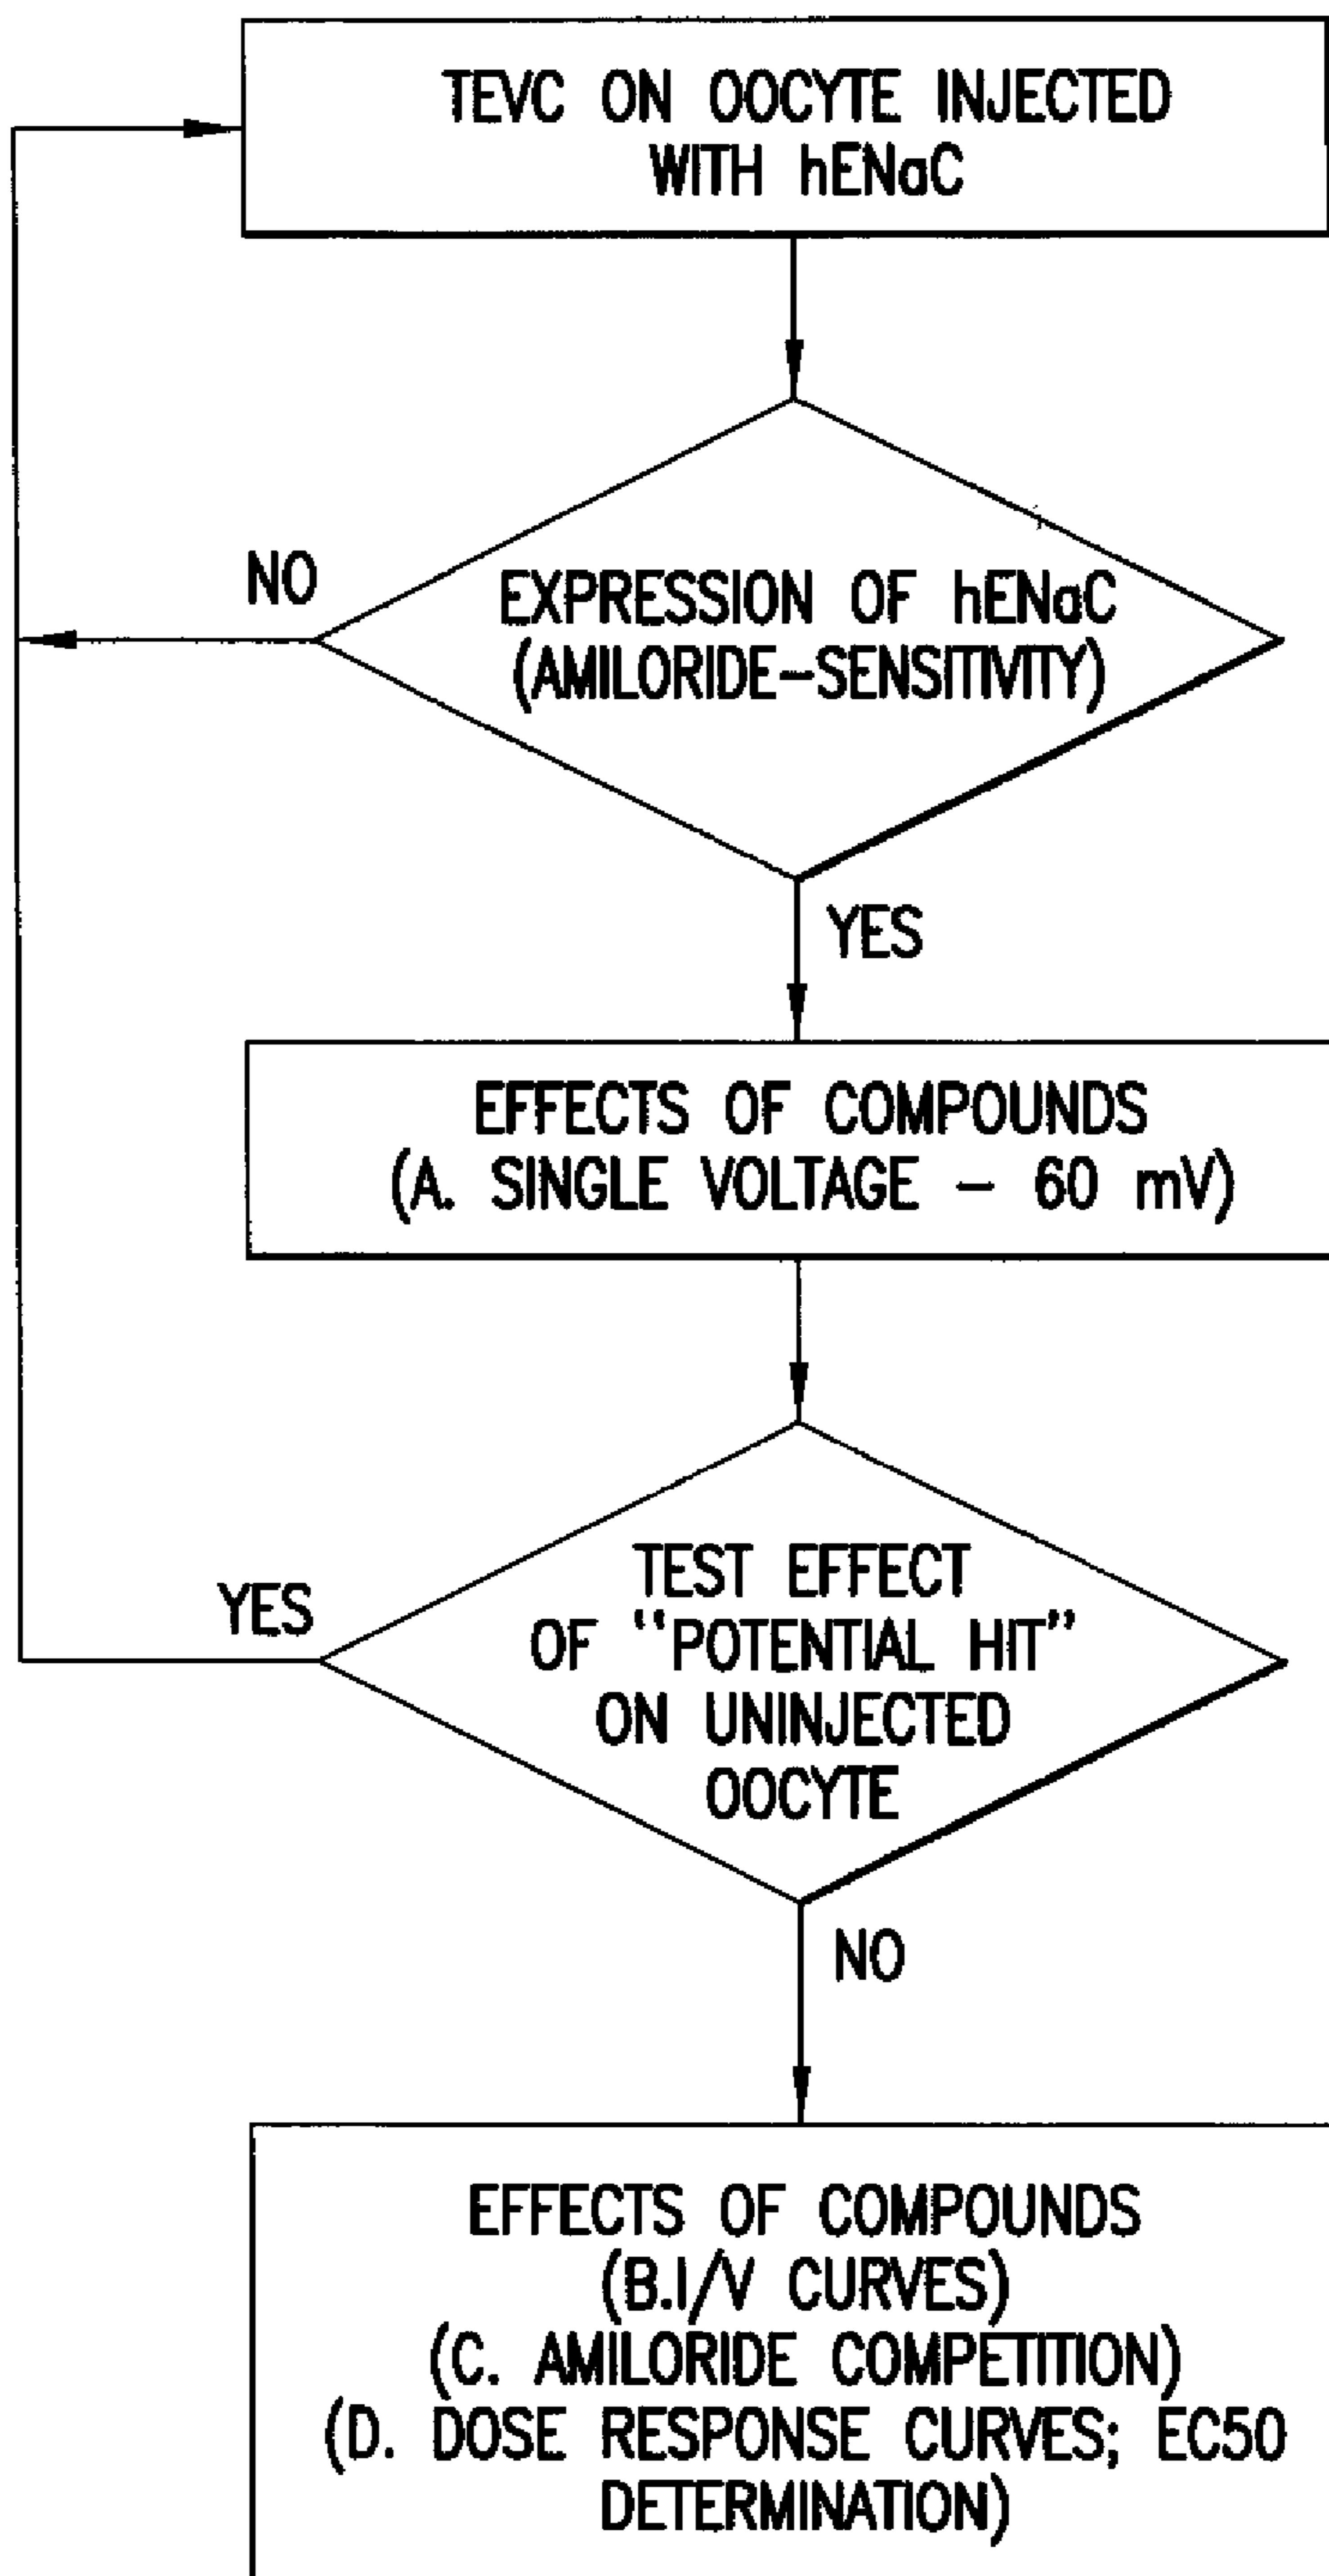 TEVC ON OOCYTE INJECTED
WITH hENaC
NO
EXPRESSION OF hENaC
(AMILORIDE-SENSITIVITY)
YES
EFFECTS OF COMPOUNDS
(A. SINGLE VOLTAGE - 60 mV)
YES
TEST EFFECT
OF "POTENTIAL HIT"
ON UNINJECTED
OOCYTE
NO
EFFECTS OF COMPOUNDS
(B.I/V CURVES)
(C. AMILORIDE COMPETITION)
(D. DOSE RESPONSE CURVES; EC50
DETERMINATION)